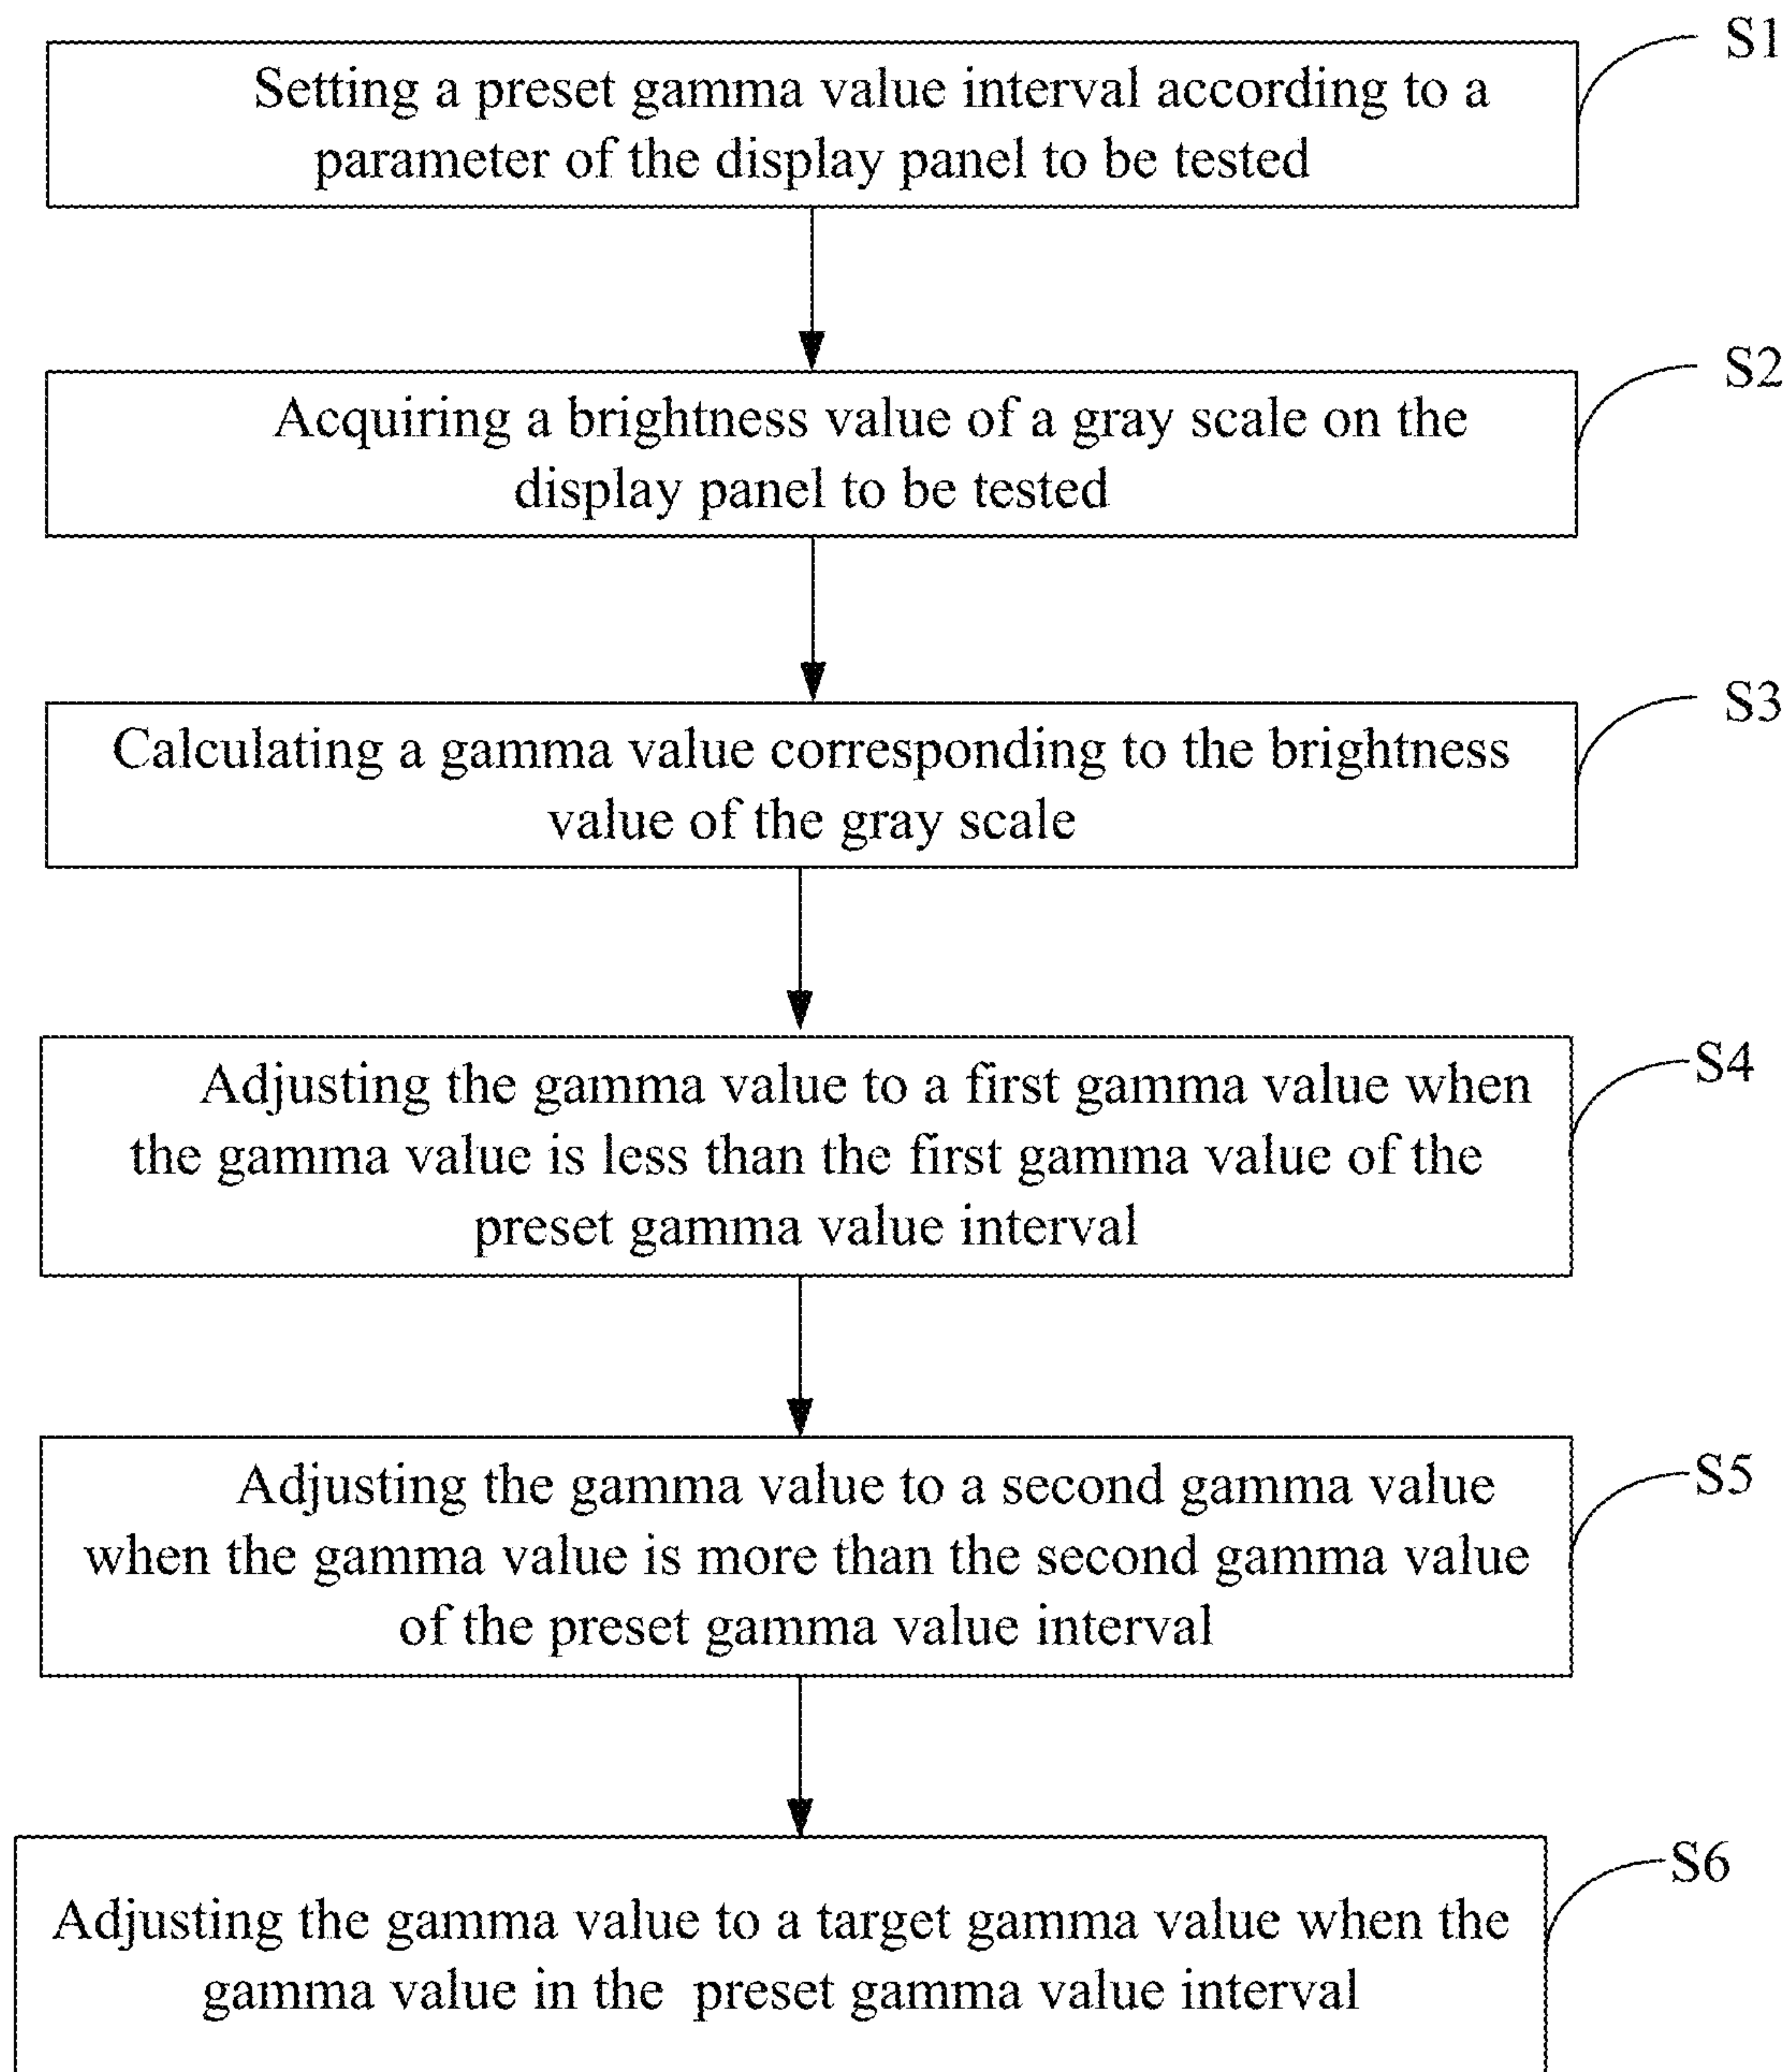 S1
Setting a preset gamma value interval according to a
parameter of the display panel to be tested
S2
Acquiring a brightness value of a gray scale on the
display panel to be tested
S3
Calculating a gamma value corresponding to the brightness
value of the gray scale
S4
Adjusting the gamma value to a first gamma value when
the gamma value is less than the first gamma value of the
preset gamma value interval
S5
Adjusting the gamma value to a second gamma value
when the gamma value is more than the second gamma value
of the preset gamma value interval
S6
Adjusting the gamma value to a target gamma value when the
gamma value in the preset gamma value interval